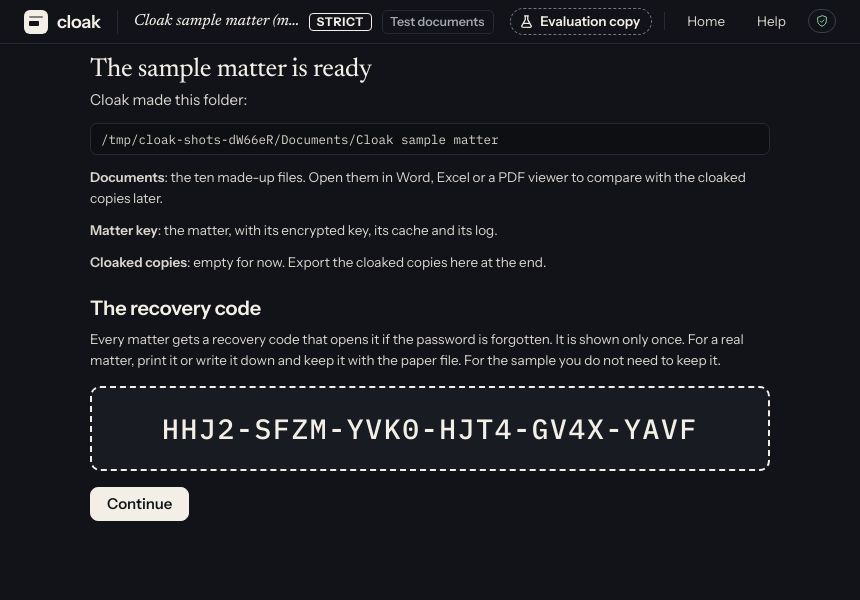 cloak
Cloak sample matter (m...
STRICT
Test documents
Evaluation copy
Home
Help
The sample matter is ready
Cloak made this folder:
/tmp/cloak-shots-dW66eR/Documents/Cloak sample matter
Documents: the ten made-up files. Open them in Word, Excel or a PDF viewer to compare with the cloaked
copies later.
Matter key: the matter, with its encrypted key, its cache and its log.
Cloaked copies: empty for now. Export the cloaked copies here at the end.
The recovery code
Every matter gets a recovery code that opens it if the password is forgotten. It is shown only once. For a real
matter, print it or write it down and keep it with the paper file. For the sample you do not need to keep it.
HHJ2-SFZM-YVK0-HJT4-GV4X-YAVF
Continue